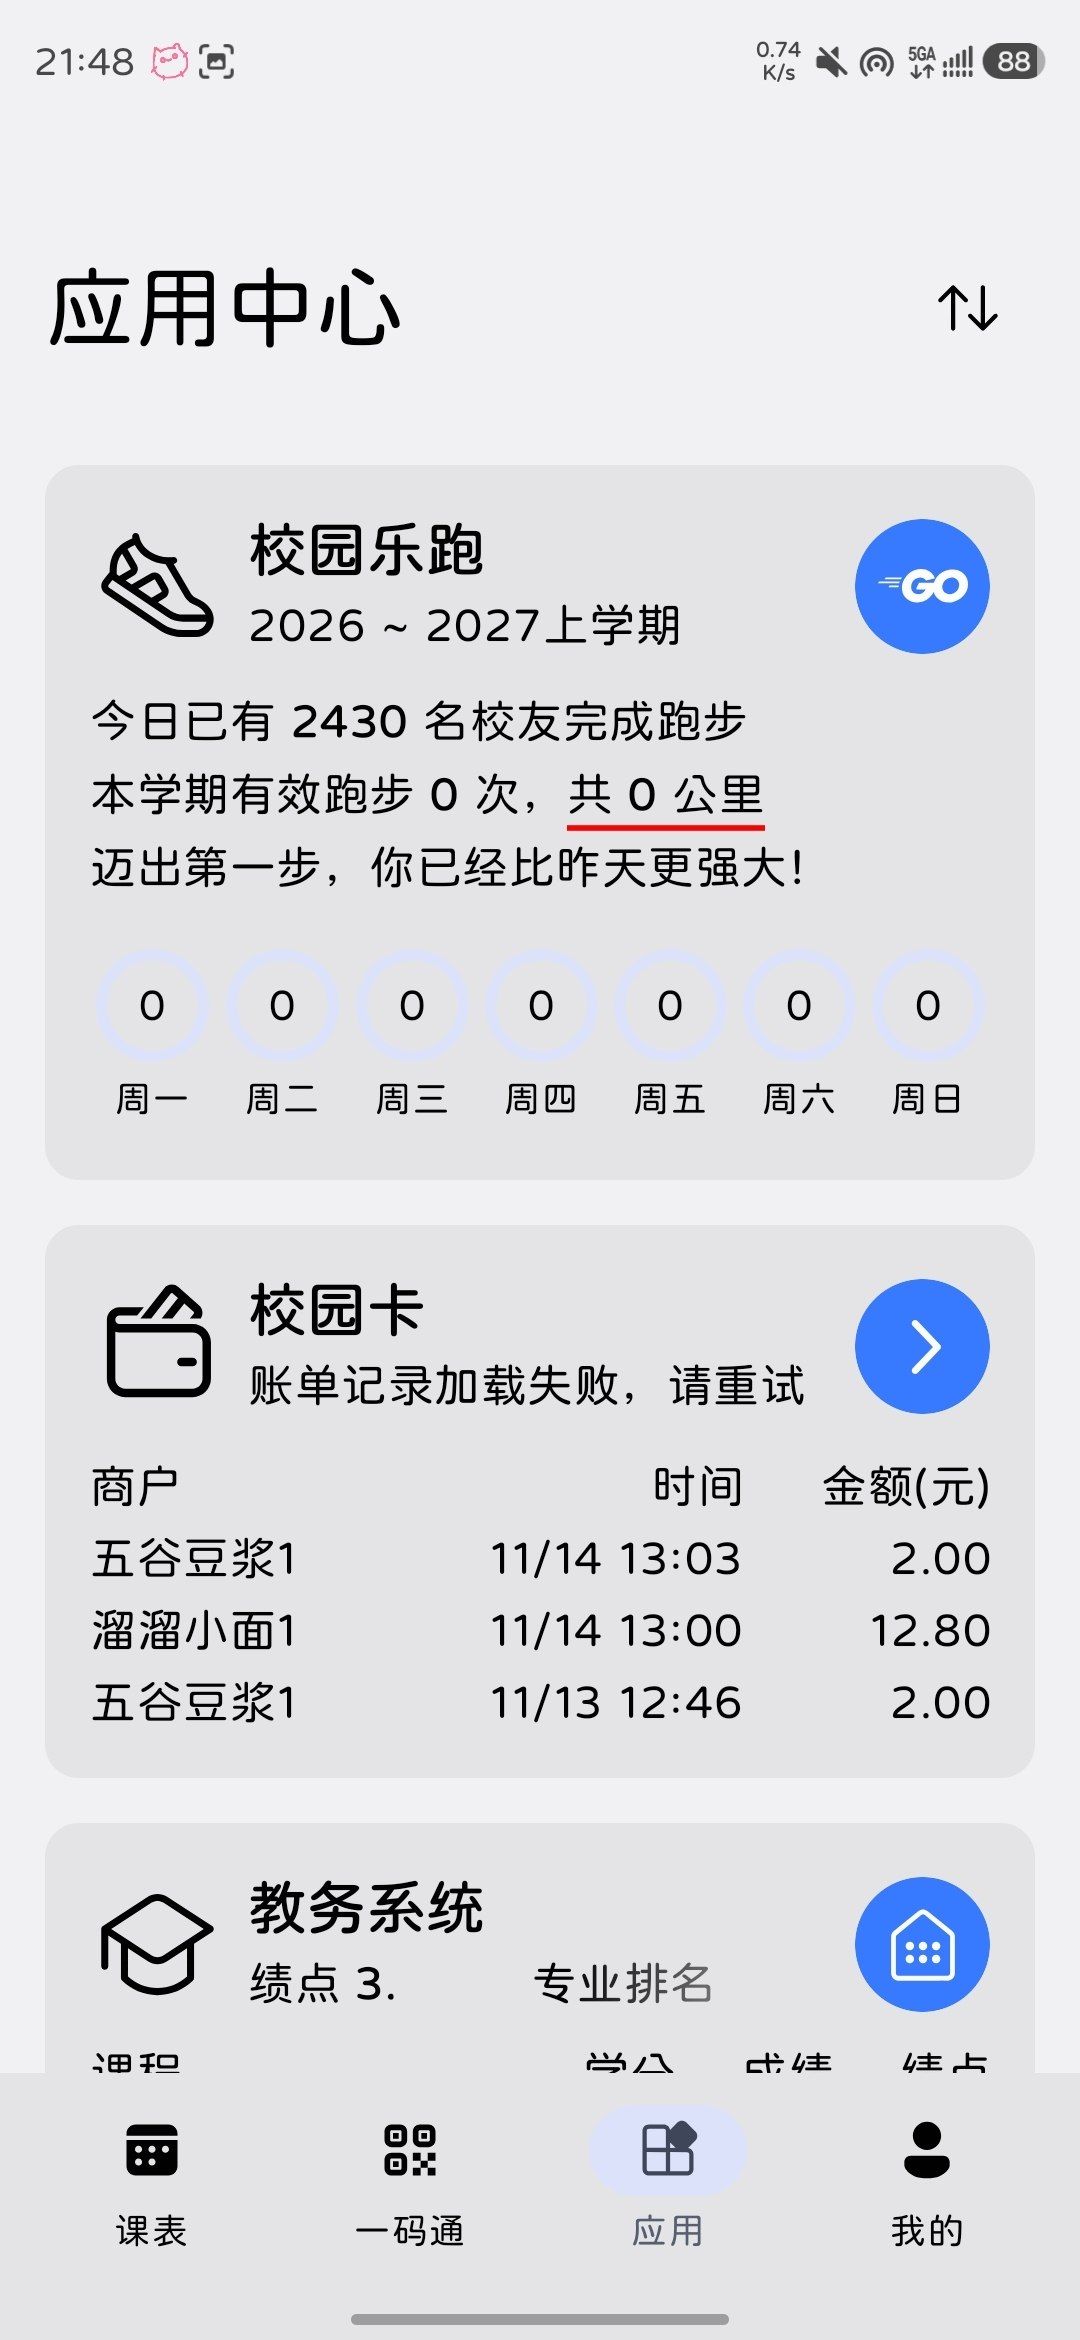 21:48 0.74 K/s 5GA 88
应用中心
校园乐跑
2026 ~ 2027上学期
GO
今日已有 2430 名校友完成跑步
本学期有效跑步 0 次，共 0 公里
迈出第一步，你已经比昨天更强大！
0 0 0 0 0 0 0
周一 周二 周三 周四 周五 周六 周日
校园卡
账单记录加载失败，请重试
商户 时间 金额(元)
五谷豆浆1 11/14 13:03 2.00
溜溜小面1 11/14 13:00 12.80
五谷豆浆1 11/13 12:46 2.00
教务系统
绩点 3. 专业排名
课程 学分 成绩 绩点
课表 一码通 应用 我的